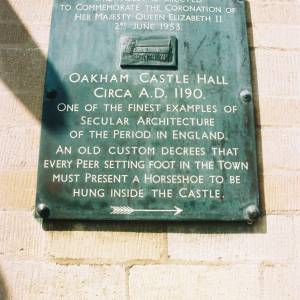 TO COMMEMORATE THE CORONATION OF
HER MAJESTY QUEEN ELIZABETH II
2ND JUNE 1953.
OAKHAM CASTLE HALL
CIRCA A.D. 1190.
ONE OF THE FINEST EXAMPLES OF
SECULAR ARCHITECTURE
OF THE PERIOD IN ENGLAND.
AN OLD CUSTOM DECREES THAT
EVERY PEER SETTING FOOT IN THE TOWN
MUST PRESENT A HORSESHOE TO BE
HUNG INSIDE THE CASTLE.